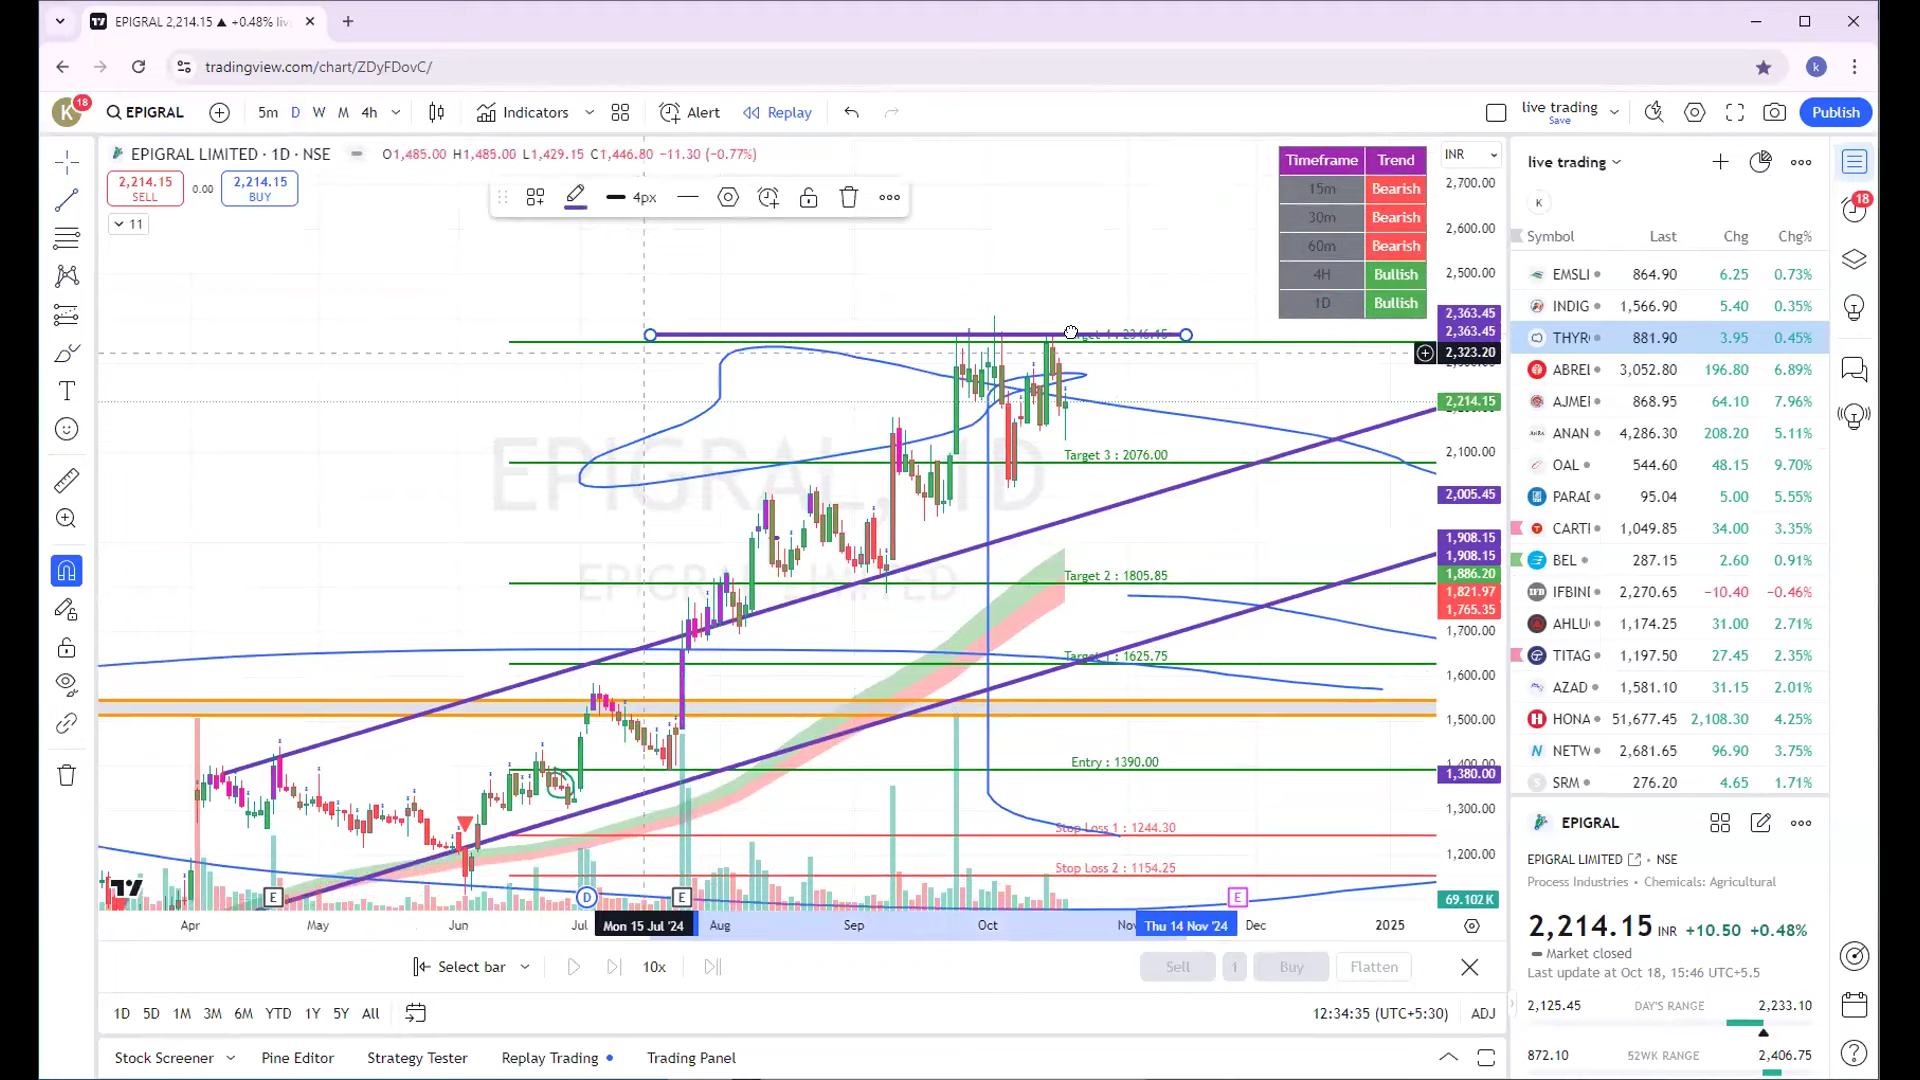 EPIGRAL 2,214.15 ▲ +0.48% liv
tradingview.com/chart/ZDyFDovC/
k
K
18
EPIGRAL
5m D W M 4h
Indicators
Alert
Replay
live trading
Save
Publish
EPIGRAL LIMITED · 1D · NSE
O1,485.00 H1,485.00 L1,429.15 C1,446.80 −11.30 (−0.77%)
2,214.15
SELL
0.00
2,214.15
BUY
4px
11
Timeframe Trend
15m Bearish
30m Bearish
60m Bearish
4H Bullish
1D Bullish
INR
2,700.00
2,600.00
2,500.00
2,363.45
2,363.45
2,323.20
2,214.15
2,100.00
2,005.45
1,908.15
1,908.15
1,886.20
1,821.97
1,765.35
1,700.00
1,600.00
1,500.00
1,380.00
1,300.00
1,200.00
69.102K
EPIGRAL, 1D
EPIGRAL LIMITED
Target 3 : 2076.00
Target 2 : 1805.85
Target 1 : 1625.75
Entry : 1390.00
Stop Loss 1 : 1244.30
Stop Loss 2 : 1154.25
E
D
E
E
Apr May Jun Jul Mon 15 Jul '24 Aug Sep Oct Nov Thu 14 Nov '24 Dec 2025
Select bar
10x
Sell 1 Buy Flatten
1D 5D 1M 3M 6M YTD 1Y 5Y All
12:34:35 (UTC+5:30) ADJ
Stock Screener Pine Editor Strategy Tester Replay Trading Trading Panel
live trading
K
18
Symbol Last Chg Chg%
EMSLI 864.90 6.25 0.73%
INDIG 1,566.90 5.40 0.35%
THYR 881.90 3.95 0.45%
ABREL 3,052.80 196.80 6.89%
AJMEI 868.95 64.10 7.96%
ANAN 4,286.30 208.20 5.11%
OAL 544.60 48.15 9.70%
PARAD 95.04 5.00 5.55%
CARTI 1,049.85 34.00 3.35%
BEL 287.15 2.60 0.91%
IFBIND 2,270.65 −10.40 −0.46%
AHLU 1,174.25 31.00 2.71%
TITAG 1,197.50 27.45 2.35%
AZAD 1,581.10 31.15 2.01%
HONA 51,677.45 2,108.30 4.25%
NETW 2,681.65 96.90 3.75%
SRM 276.20 4.65 1.71%
EPIGRAL
EPIGRAL LIMITED • NSE
Process Industries • Chemicals: Agricultural
2,214.15 INR +10.50 +0.48%
Market closed
Last update at Oct 18, 15:46 UTC+5.5
2,125.45 DAY'S RANGE 2,233.10
872.10 52WK RANGE 2,406.75